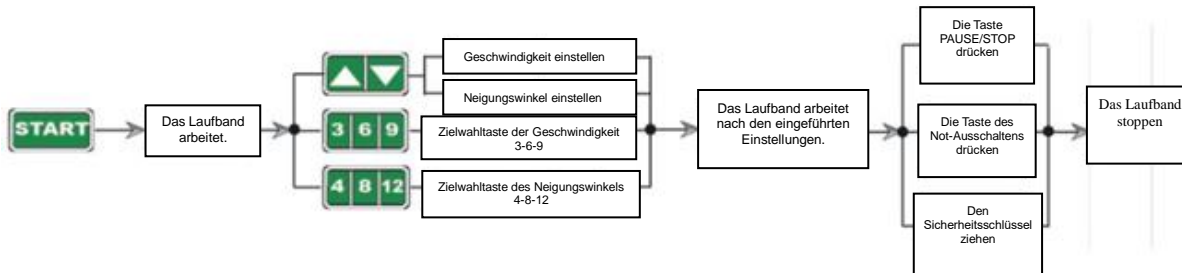 START
Das Laufband
arbeitet.
Geschwindigkeit einstellen
Neigungswinkel einstellen
3 6 9
Zielwahltaste der Geschwindigkeit
3-6-9
4 8 12
Zielwahltaste des Neigungswinkels
4-8-12
Das Laufband arbeitet
nach den eingeführten
Einstellungen.
Die Taste
PAUSE/STOP
drücken
Die Taste des
Not-Ausschaltens
drücken
Den
Sicherheitsschlüssel
ziehen
Das Laufband
stoppen